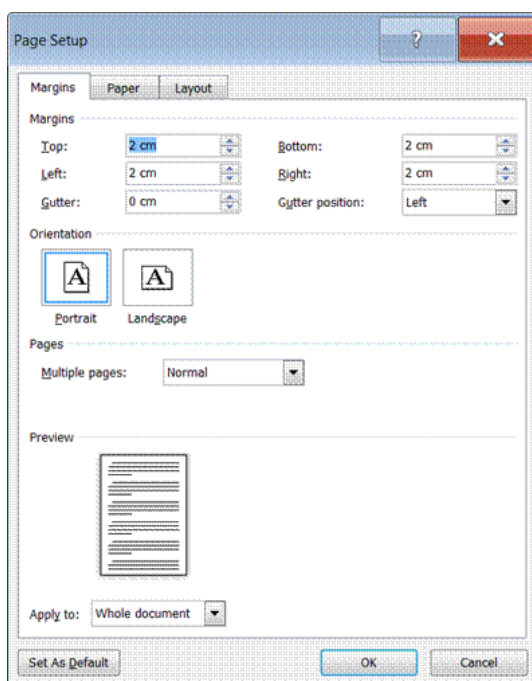 Page Setup ?
Margins Paper Layout
Margins
Top: 2 cm Bottom: 2 cm
Left: 2 cm Right: 2 cm
Gutter: 0 cm Gutter position: Left
Orientation
A A
Portrait Landscape
Pages
Multiple pages: Normal
Preview
Apply to: Whole document
Set As Default OK Cancel